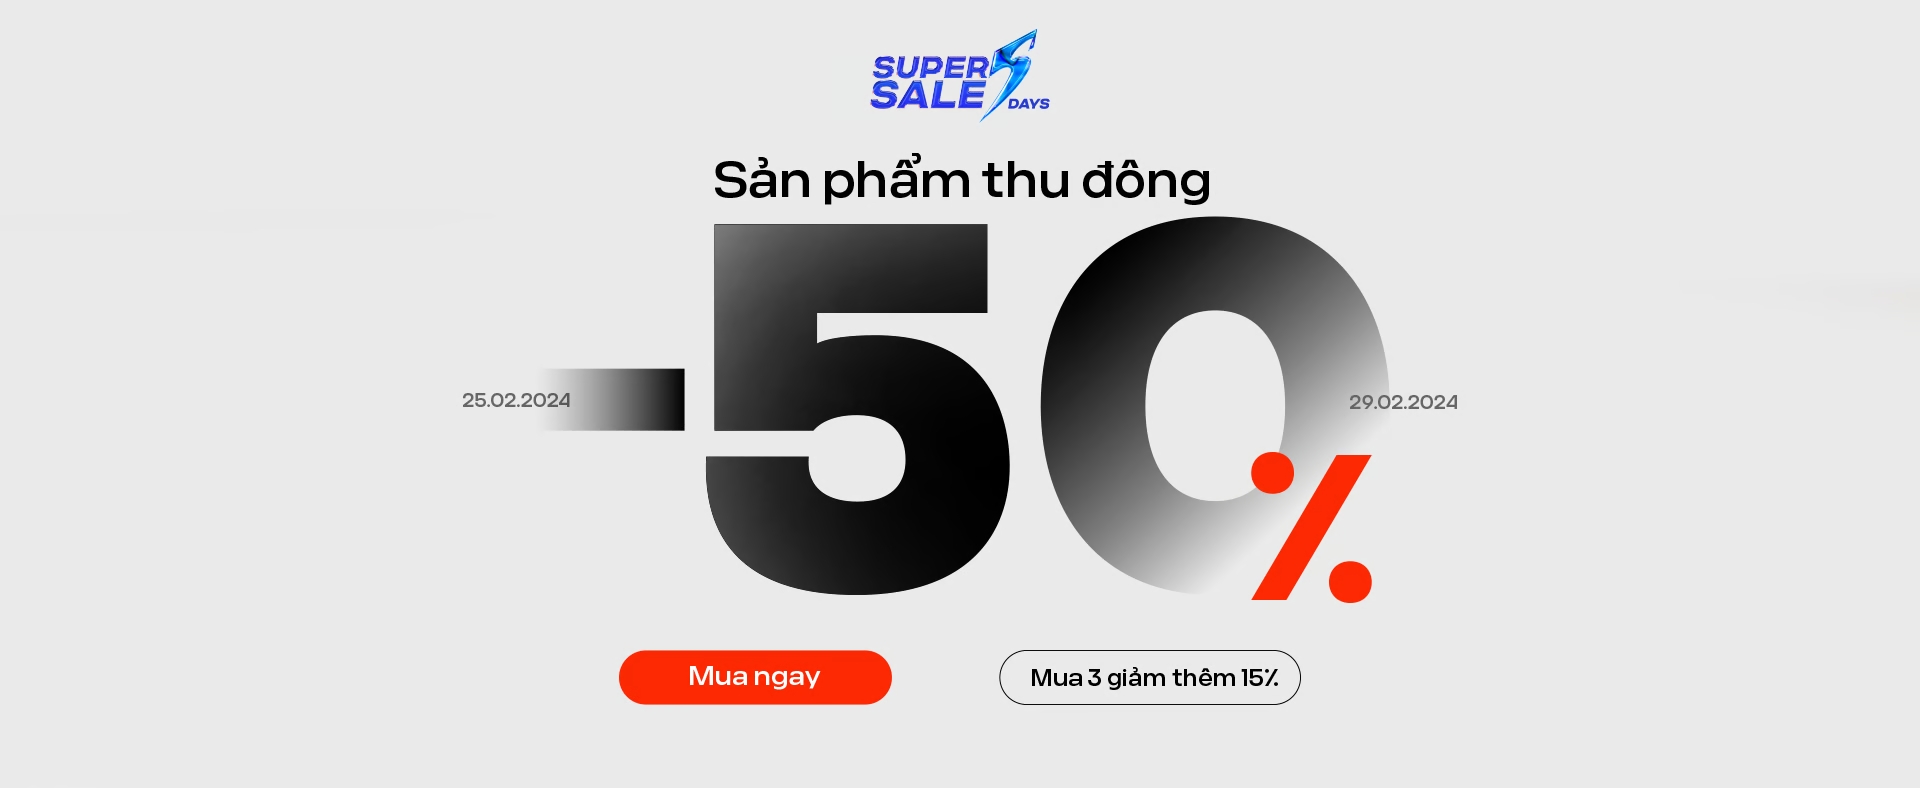 SUPER
SALE
DAYS
Sản phẩm thu đông
-50%
25.02.2024
29.02.2024
Mua ngay
Mua 3 giảm thêm 15%